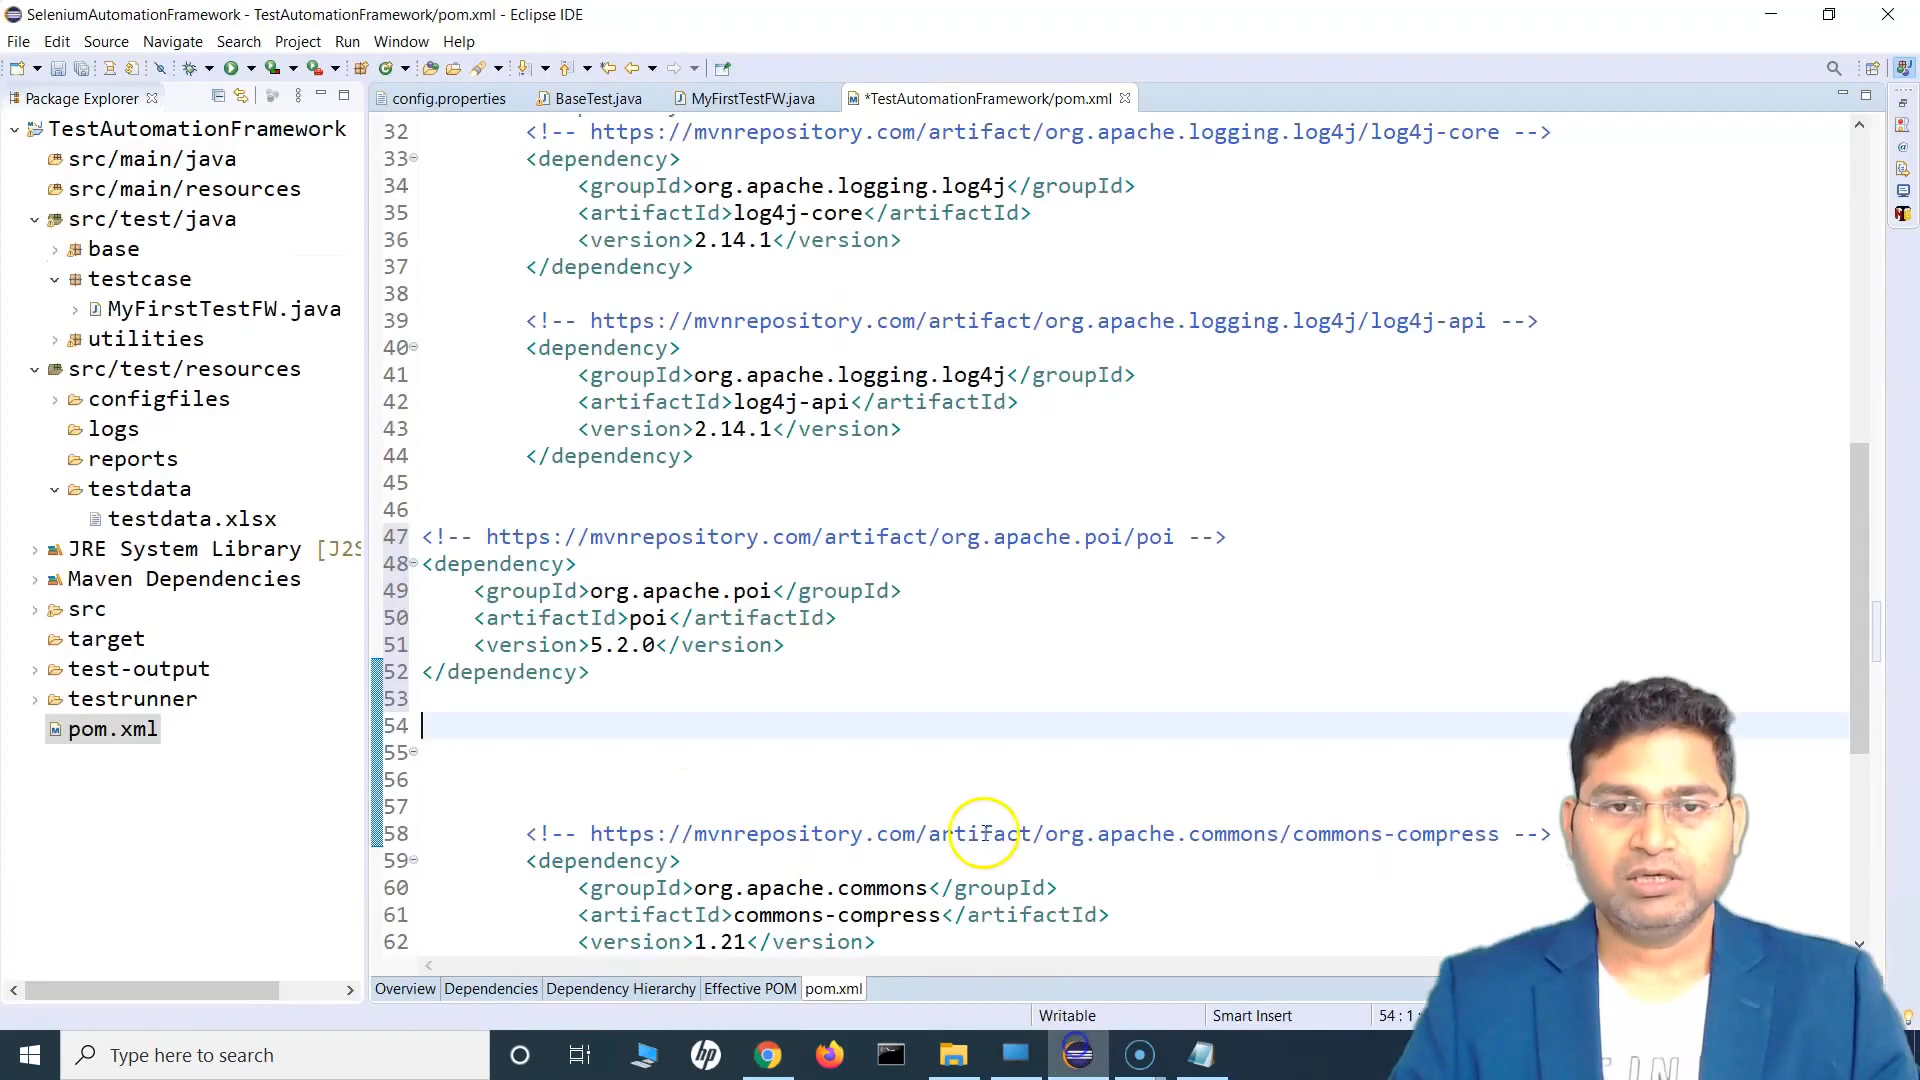 SeleniumAutomationFramework - TestAutomationFramework/pom.xml - Eclipse IDE
File Edit Source Navigate Search Project Run Window Help
Package Explorer
config.properties
BaseTest.java
MyFirstTestFW.java
*TestAutomationFramework/pom.xml
TestAutomationFramework
src/main/java
src/main/resources
src/test/java
base
testcase
MyFirstTestFW.java
utilities
src/test/resources
configfiles
logs
reports
testdata
testdata.xlsx
JRE System Library [J2S
Maven Dependencies
src
target
test-output
testrunner
pom.xml
32 <!-- https://mvnrepository.com/artifact/org.apache.logging.log4j/log4j-core -->
33 <dependency>
34 <groupId>org.apache.logging.log4j</groupId>
35 <artifactId>log4j-core</artifactId>
36 <version>2.14.1</version>
37 </dependency>
38
39 <!-- https://mvnrepository.com/artifact/org.apache.logging.log4j/log4j-api -->
40 <dependency>
41 <groupId>org.apache.logging.log4j</groupId>
42 <artifactId>log4j-api</artifactId>
43 <version>2.14.1</version>
44 </dependency>
45
46
47 <!-- https://mvnrepository.com/artifact/org.apache.poi/poi -->
48 <dependency>
49 <groupId>org.apache.poi</groupId>
50 <artifactId>poi</artifactId>
51 <version>5.2.0</version>
52 </dependency>
53
54
55
56
57
58 <!-- https://mvnrepository.com/artifact/org.apache.commons/commons-compress -->
59 <dependency>
60 <groupId>org.apache.commons</groupId>
61 <artifactId>commons-compress</artifactId>
62 <version>1.21</version>
Overview Dependencies Dependency Hierarchy Effective POM pom.xml
Writable Smart Insert 54 : 1
Type here to search